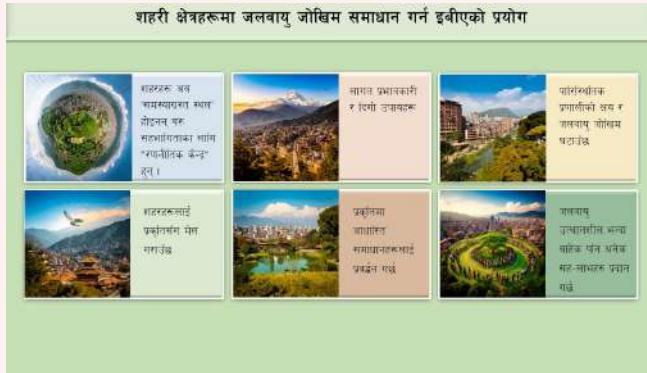 शहरी क्षेत्रहरूमा जलवायु जोखिम समाधान गर्न इबीएको प्रयोग
शहरहरू अब
"समस्याग्रस्त स्थल"
होइनन् बरु
सहभागिताका लागि
"रणनीतिक केन्द्र"
हुन् ।
लागत प्रभावकारी
र दिगो उपायहरू
पारिस्थितिक
प्रणालीको क्षय र
जलवायु जोखिम
घटाउँछ
शहरहरूलाई
प्रकृतिसँग मेल
गराउँछ
प्रकृतिमा
आधारित
समाधानहरूलाई
प्रवर्द्धन गर्छ
जलवायु
उत्थानशील भन्दा
बाहेक पनि अनेक
सह-लाभहरू प्रदान
गर्छ